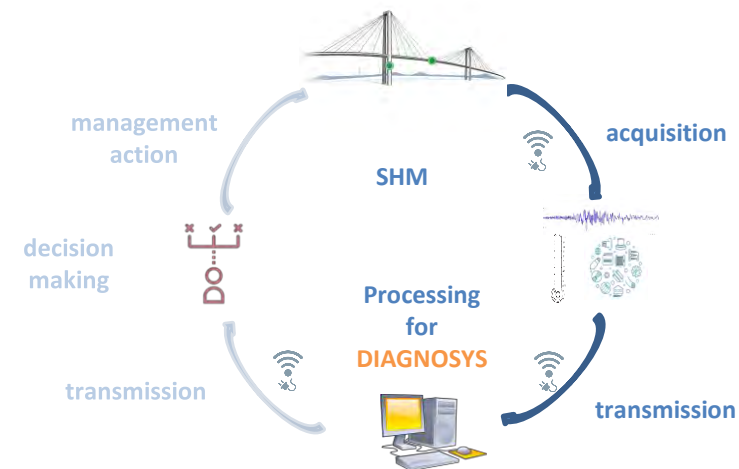 management
action
acquisition
SHM
decision
making
Processing
for
DIAGNOSYS
transmission
transmission